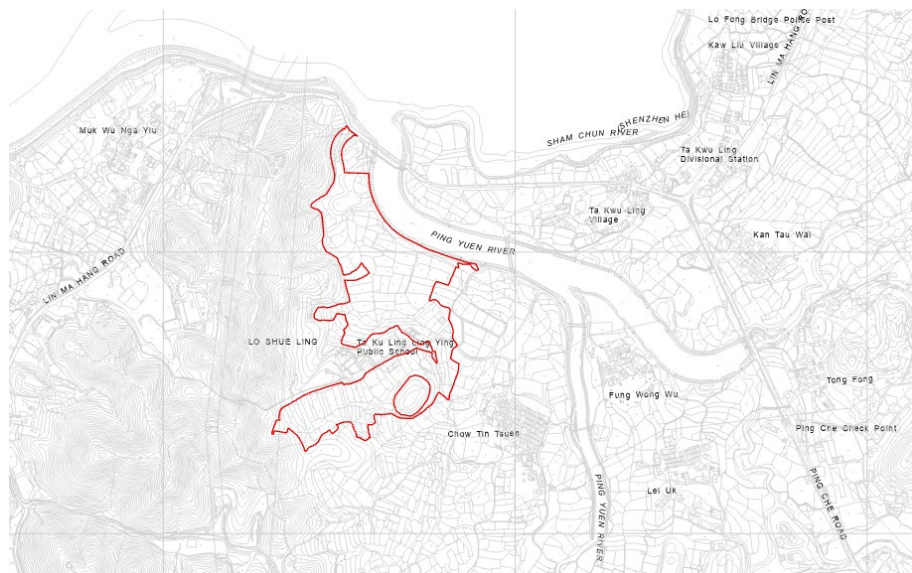 Lo Fong Bridge Police Post
Kaw Liu Village
LIN MA HANG RO
Muk Wu Nga Yiu
SHAM CHUN RIVER
(SHENZHEN HE)
Ta Kwu Ling
Divisional Station
Ta Kwu Ling
Village
Kan Tau Wai
PING YUEN RIVER
LIN MA HANG ROAD
LO SHUE LING
Ta Ku Ling Ling Ying
Public School
Tong Fong
Fung Wong Wu
Ping Che Check Point
Chow Tin Tsuen
Lei Uk
PING YUEN RIVER
PING CHE ROAD